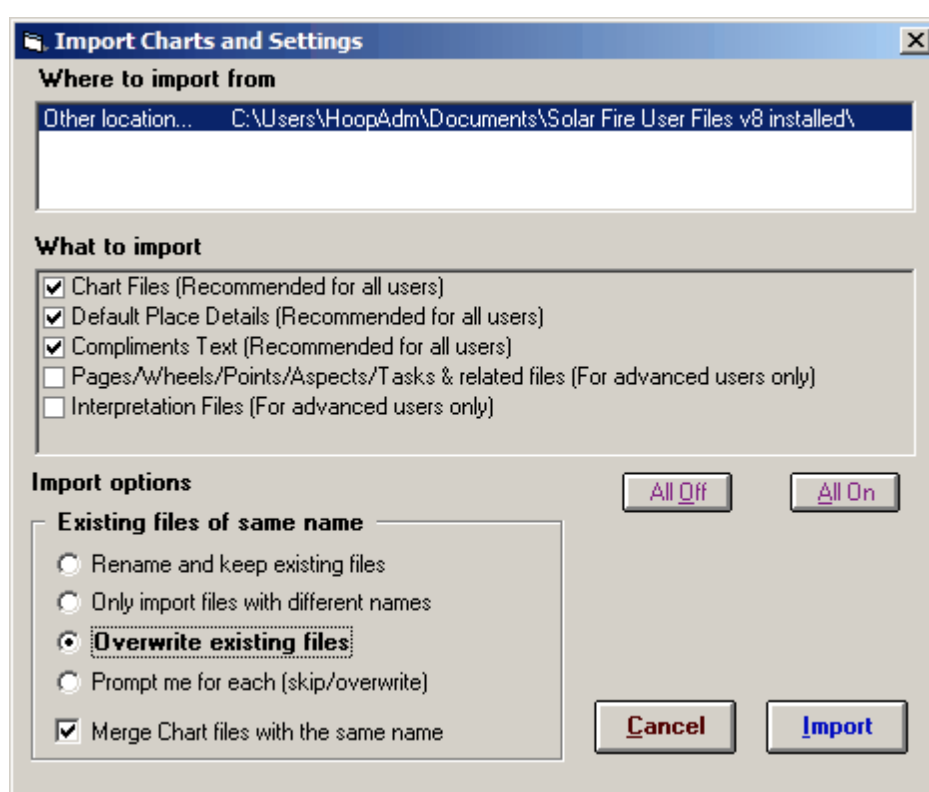 Import Charts and Settings
Where to import from
Other location... C:\Users\HoopAdm\Documents\Solar Fire User Files v8 installed\
What to import
Chart Files (Recommended for all users)
Default Place Details (Recommended for all users)
Compliments Text (Recommended for all users)
Pages/Wheels/Points/Aspects/Tasks & related files (For advanced users only)
Interpretation Files (For advanced users only)
Import options
All Off All On
Existing files of same name
Rename and keep existing files
Only import files with different names
Overwrite existing files
Prompt me for each (skip/overwrite)
Merge Chart files with the same name
Cancel Import